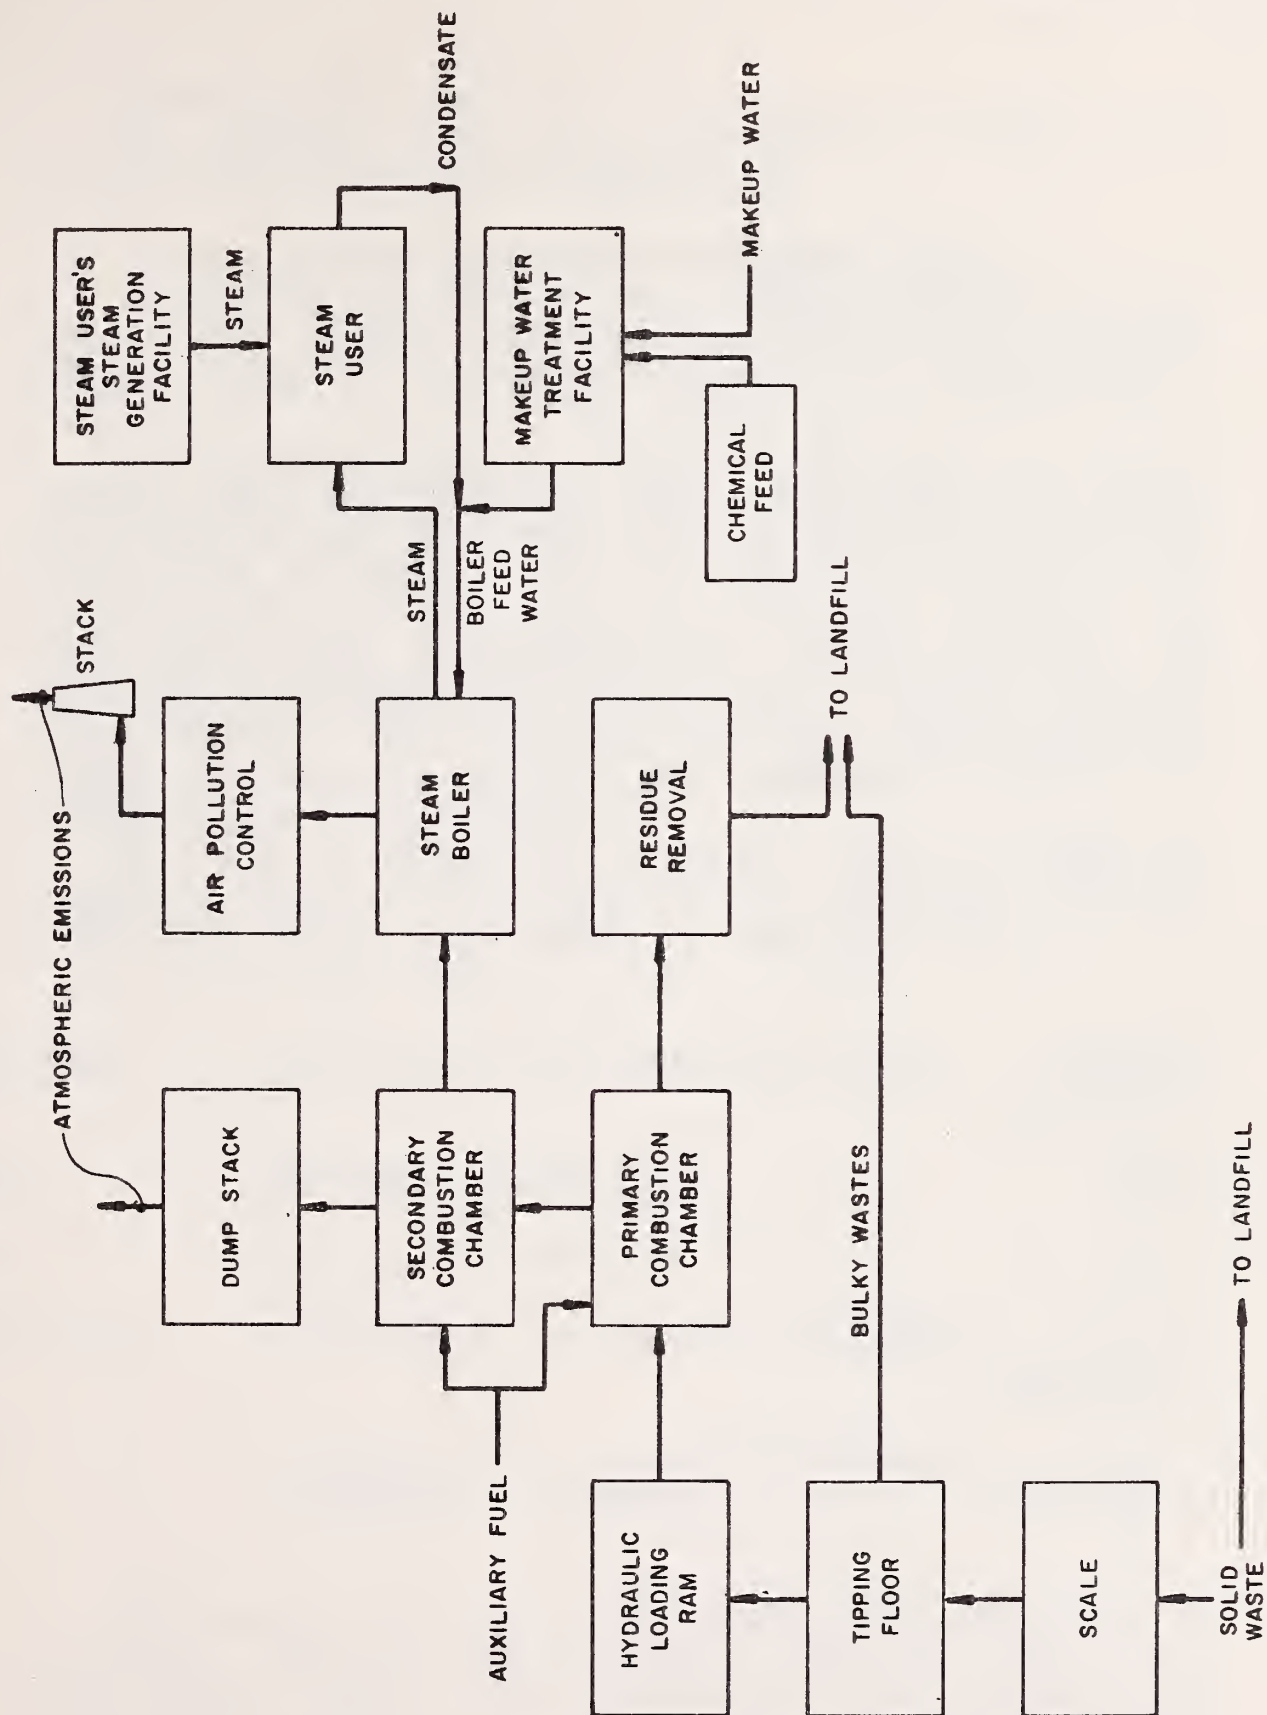 ATMOSPHERIC EMISSIONS
STACK
DUMP STACK
AIR POLLUTION
CONTROL
STEAM USER'S
STEAM
GENERATION
FACILITY
STEAM
AUXILIARY FUEL
SECONDARY
COMBUSTION
CHAMBER
STEAM
BOILER
STEAM
BOILER
FEED
WATER
STEAM
USER
CONDENSATE
HYDRAULIC
LOADING
RAM
PRIMARY
COMBUSTION
CHAMBER
RESIDUE
REMOVAL
MAKEUP WATER
TREATMENT
FACILITY
TIPPING
FLOOR
BULKY WASTES
TO LANDFILL
CHEMICAL
FEED
MAKEUP WATER
SCALE
SOLID
WASTE
TO LANDFILL